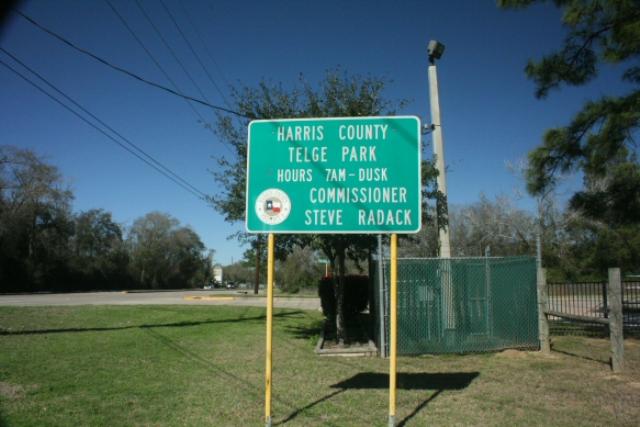 HARRIS COUNTY
TELGE PARK
HOURS 7AM-DUSK
COMMISSIONER
STEVE RADACK